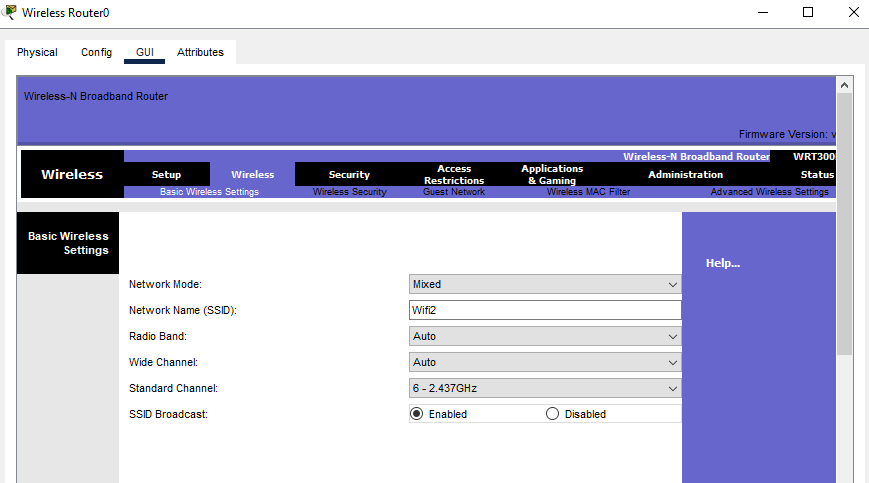 Wireless Router0
Physical Config GUI Attributes
Wireless-N Broadband Router
Firmware Version: v
Wireless-N Broadband Router WRT300
Wireless
Setup Wireless Security Access Restrictions Applications & Gaming Administration Status
Basic Wireless Settings Wireless Security Guest Network Wireless MAC Filter Advanced Wireless Settings
Basic Wireless
Settings
Help...
Network Mode: Mixed
Network Name (SSID): Wifi2
Radio Band: Auto
Wide Channel: Auto
Standard Channel: 6 - 2.437GHz
SSID Broadcast: Enabled Disabled